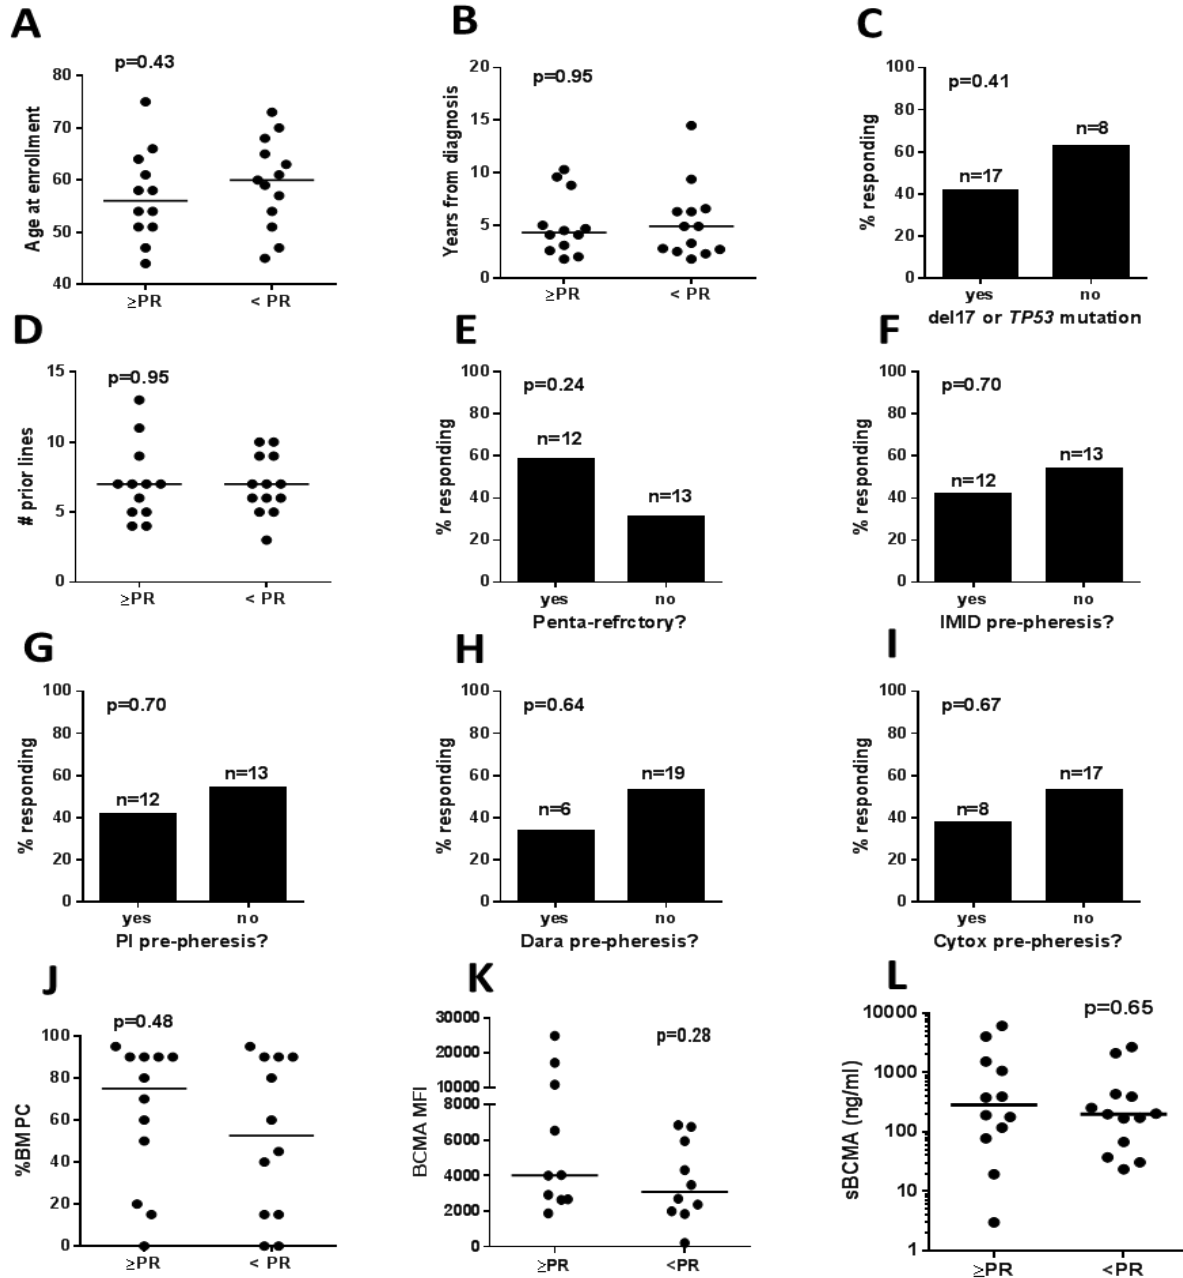 A
p=0.43
80
70
60
50
40
Age at enrollment
≥PR
< PR
B
p=0.95
20
15
10
5
0
Years from diagnosis
≥PR
< PR
C
p=0.41
100
80
60
40
20
0
% responding
n=17
n=8
yes
no
del17 or TP53 mutation
D
p=0.95
15
10
5
0
# prior lines
≥PR
< PR
E
p=0.24
100
80
60
40
20
0
% responding
n=12
n=13
yes
no
Penta-refrctory?
F
p=0.70
100
80
60
40
20
0
% responding
n=12
n=13
yes
no
IMID pre-pheresis?
G
p=0.70
100
80
60
40
20
0
% responding
n=12
n=13
yes
no
PI pre-pheresis?
H
p=0.64
100
80
60
40
20
0
% responding
n=6
n=19
yes
no
Dara pre-pheresis?
I
p=0.67
100
80
60
40
20
0
% responding
n=8
n=17
yes
no
Cytox pre-pheresis?
J
p=0.48
100
80
60
40
20
0
%BM PC
≥PR
< PR
K
p=0.28
30000
20000
10000
8000
6000
4000
2000
0
BCMA MFI
≥PR
<PR
L
p=0.65
10000
1000
100
10
1
sBCMA (ng/ml)
≥PR
<PR